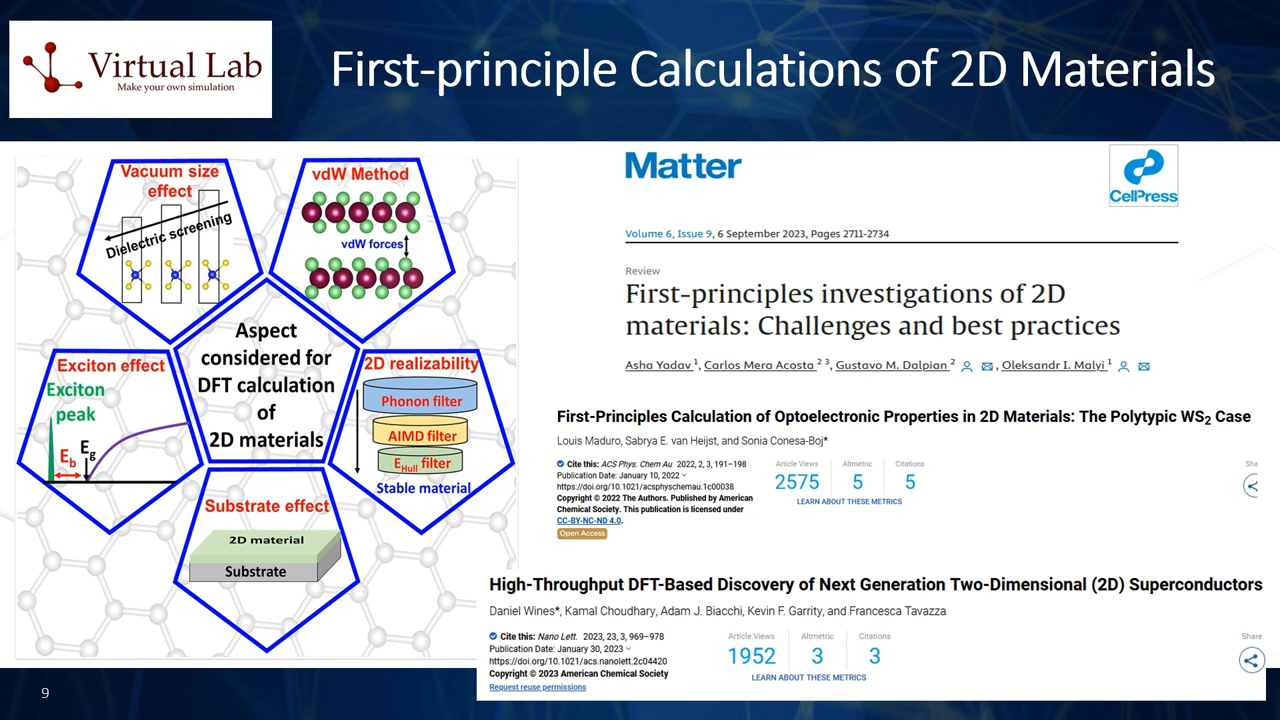 Virtual Lab
Make your own simulation
First-principle Calculations of 2D Materials
Vacuum size
effect
Dielectric screening
vdW Method
vdW forces
Exciton effect
Exciton
peak
Eb
Eg
Aspect
considered for
DFT calculation
of
2D materials
2D realizability
Phonon filter
AIMD filter
EHull filter
Stable material
Substrate effect
2D material
Substrate
Matter
CellPress
Volume 6, Issue 9, 6 September 2023, Pages 2711-2734
Review
First-principles investigations of 2D
materials: Challenges and best practices
Asha Yadav 1, Carlos Mera Acosta 2 3, Gustavo M. Dalpian 2, Oleksandr I. Malyi 1
First-Principles Calculation of Optoelectronic Properties in 2D Materials: The Polytypic WS2 Case
Louis Maduro, Sabrya E. van Heijst, and Sonia Conesa-Boj*
Cite this: ACS Phys. Chem Au 2022, 2, 3, 191–198
Publication Date: January 10, 2022
https://doi.org/10.1021/acsphyschemau.1c00038
Copyright © 2022 The Authors. Published by American
Chemical Society. This publication is licensed under
CC-BY-NC-ND 4.0.
Open Access
Article Views Altmetric Citations
2575 5 5
LEARN ABOUT THESE METRICS
Sha
High-Throughput DFT-Based Discovery of Next Generation Two-Dimensional (2D) Superconductors
Daniel Wines*, Kamal Choudhary, Adam J. Biacchi, Kevin F. Garrity, and Francesca Tavazza
Cite this: Nano Lett. 2023, 23, 3, 969–978
Publication Date: January 30, 2023
https://doi.org/10.1021/acs.nanolett.2c04420
Copyright © 2023 American Chemical Society
Request reuse permissions
Article Views Altmetric Citations
1952 3 3
LEARN ABOUT THESE METRICS
Share
9